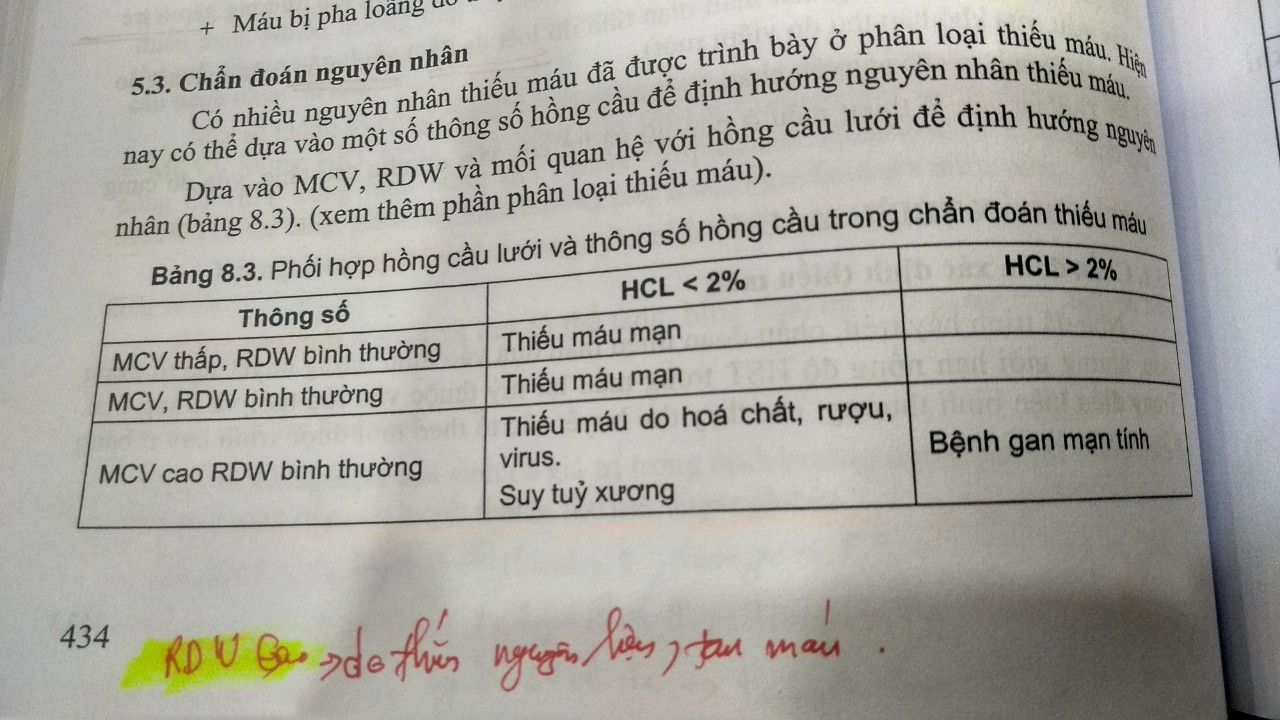 + Máu bị pha loãng do
5.3. Chẩn đoán nguyên nhân
Có nhiều nguyên nhân thiếu máu đã được trình bày ở phân loại thiếu máu. Hiện
nay có thể dựa vào một số thông số hồng cầu để định hướng nguyên nhân thiếu máu.
Dựa vào MCV, RDW và mối quan hệ với hồng cầu lưới để định hướng nguyên
nhân (bảng 8.3). (xem thêm phần phân loại thiếu máu).
Bảng 8.3. Phối hợp hồng cầu lưới và thông số hồng cầu trong chẩn đoán thiếu máu
Thông số HCL < 2% HCL > 2%
MCV thấp, RDW bình thường Thiếu máu mạn
MCV, RDW bình thường Thiếu máu mạn
MCV cao RDW bình thường Thiếu máu do hoá chất, rượu,
virus.
Suy tuỷ xương
Bệnh gan mạn tính
434
RDW cao → do thiếu nguyên liệu, tan máu.